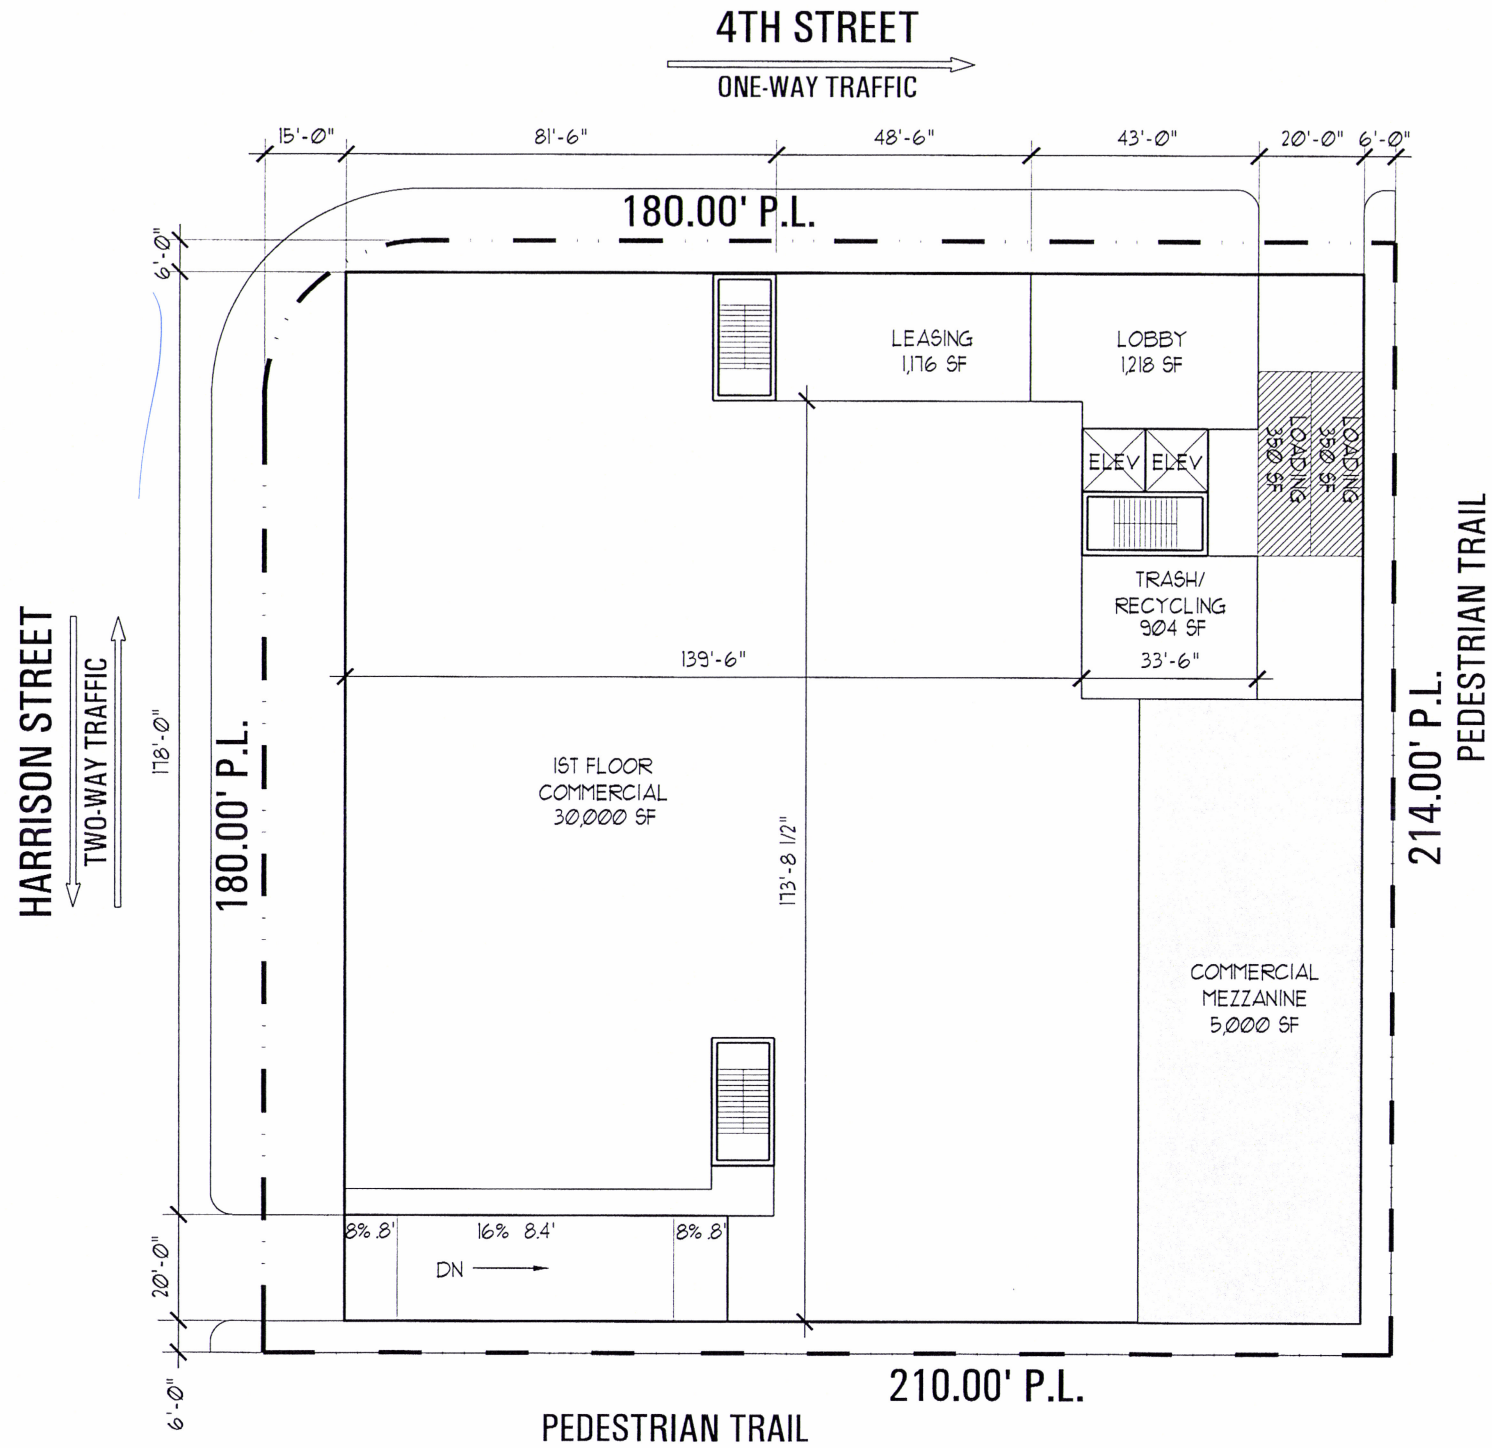 4TH STREET
ONE-WAY TRAFFIC
15'-0"
81'-6"
48'-6"
43'-0"
20'-0"
6'-0"
180.00' P.L.
6'-0"
LEASING
1,176 SF
LOBBY
1,218 SF
LOADING
350 SF
LOADING
350 SF
ELEV
ELEV
TRASH/
RECYCLING
904 SF
139'-6"
33'-6"
HARRISON STREET
TWO-WAY TRAFFIC
178'-0"
180.00' P.L.
1ST FLOOR
COMMERCIAL
30,000 SF
173'-8 1/2"
214.00' P.L.
PEDESTRIAN TRAIL
COMMERCIAL
MEZZANINE
5,000 SF
8% .8'
16% 8.4'
8% .8'
DN
20'-0"
6'-0"
210.00' P.L.
PEDESTRIAN TRAIL